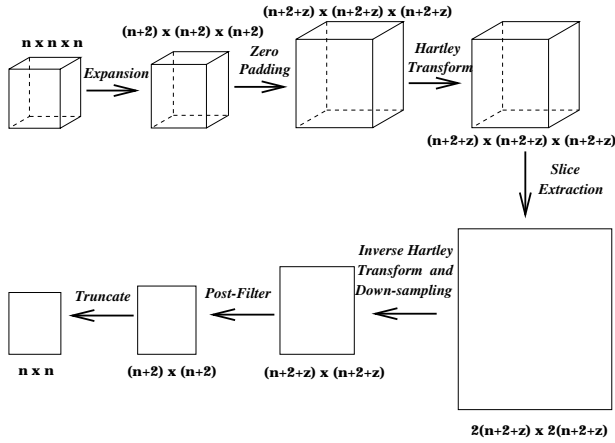 n x n x n
Expansion
(n+2) x (n+2) x (n+2)
Zero
Padding
(n+2+z) x (n+2+z) x (n+2+z)
Hartley
Transform
(n+2+z) x (n+2+z) x (n+2+z)
Slice
Extraction
2(n+2+z) x 2(n+2+z)
Inverse Hartley
Transform and
Down-sampling
(n+2+z) x (n+2+z)
Post-Filter
(n+2) x (n+2)
Truncate
n x n